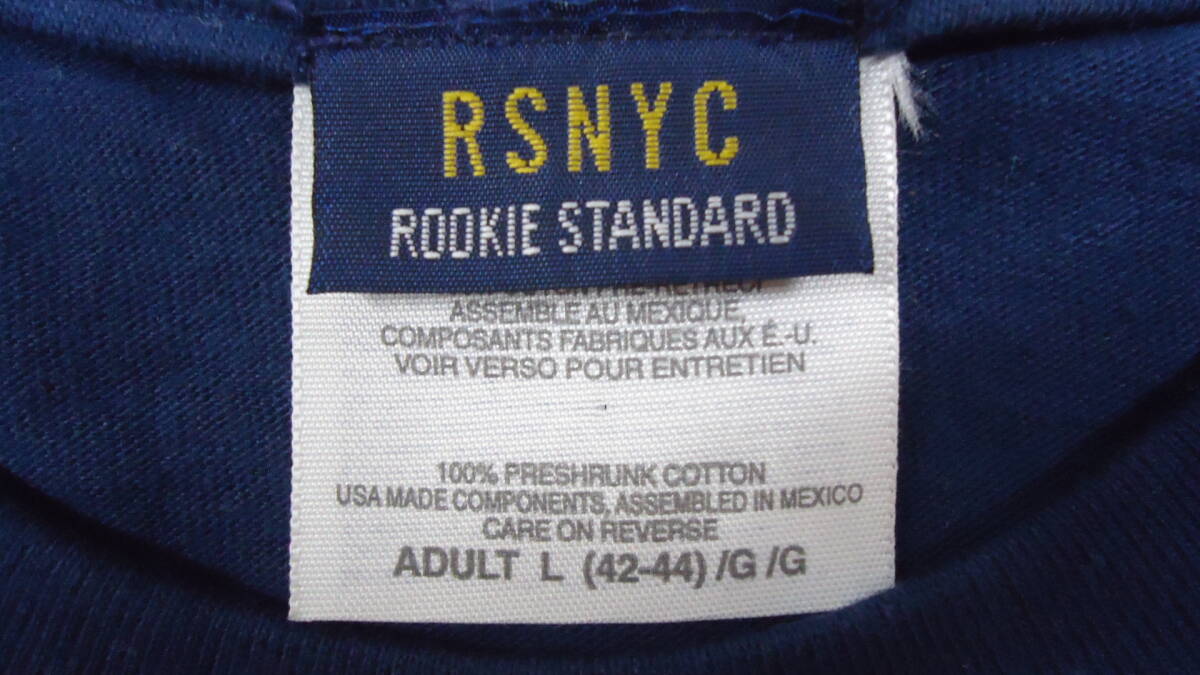 RSNYC
ROOKIE STANDARD
ASSEMBLE AU MEXIQUE,
COMPOSANTS FABRIQUES AUX É.-U.
VOIR VERSO POUR ENTRETIEN
100% PRESHRUNK COTTON
USA MADE COMPONENTS, ASSEMBLED IN MEXICO
CARE ON REVERSE
ADULT L (42-44) /G /G